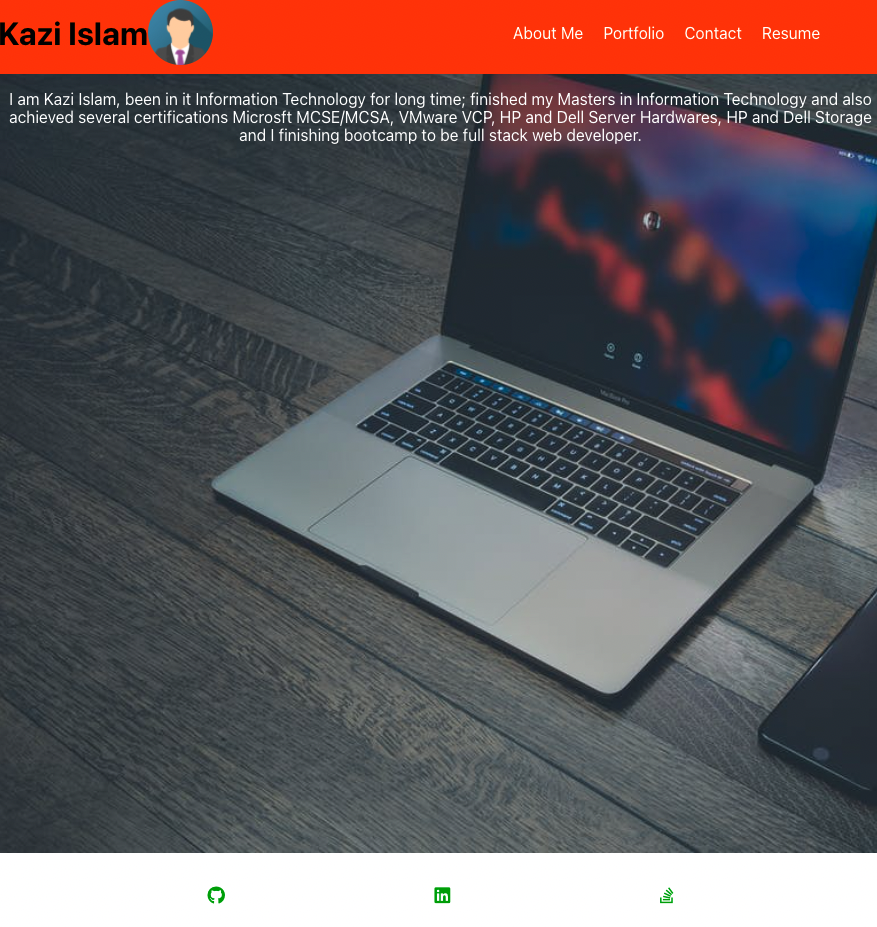 Kazi Islam
About Me Portfolio Contact Resume
I am Kazi Islam, been in it Information Technology for long time; finished my Masters in Information Technology and also
achieved several certifications Microsft MCSE/MCSA, VMware VCP, HP and Dell Server Hardwares, HP and Dell Storage
and I finishing bootcamp to be full stack web developer.
MacBook Pro